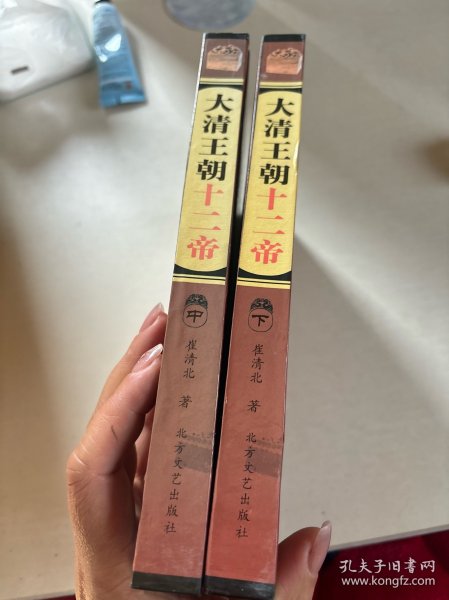 大清王朝十二帝
中
崔清北 著
北方文艺出版社
大清王朝十二帝
下
崔清北 著
北方文艺出版社
孔夫子旧书网
www.kongfz.com